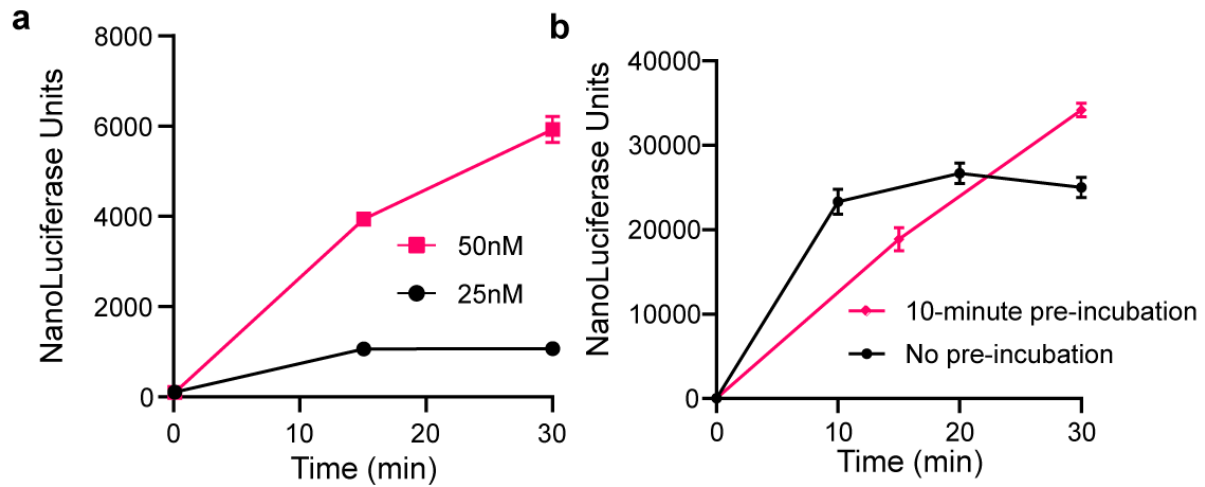 a
8000
6000
4000
2000
0
NanoLuciferase Units
50nM
25nM
0 10 20 30
Time (min)
b
40000
30000
20000
10000
0
NanoLuciferase Units
10-minute pre-incubation
No pre-incubation
0 10 20 30
Time (min)